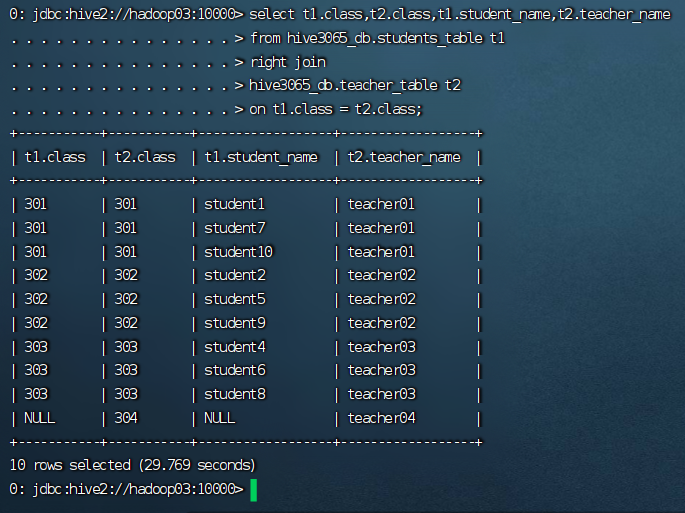 0: jdbc:hive2://hadoop03:10000> select t1.class,t2.class,t1.student_name,t2.teacher_name
. . . . . . . . . . . . . . . > from hive3065_db.students_table t1
. . . . . . . . . . . . . . . > right join
. . . . . . . . . . . . . . . > hive3065_db.teacher_table t2
. . . . . . . . . . . . . . . > on t1.class = t2.class;
+-----------+-----------+------------------+------------------+
| t1.class  | t2.class  | t1.student_name  | t2.teacher_name  |
+-----------+-----------+------------------+------------------+
| 301       | 301       | student1         | teacher01        |
| 301       | 301       | student7         | teacher01        |
| 301       | 301       | student10        | teacher01        |
| 302       | 302       | student2         | teacher02        |
| 302       | 302       | student5         | teacher02        |
| 302       | 302       | student9         | teacher02        |
| 303       | 303       | student4         | teacher03        |
| 303       | 303       | student6         | teacher03        |
| 303       | 303       | student8         | teacher03        |
| NULL      | 304       | NULL             | teacher04        |
+-----------+-----------+------------------+------------------+
10 rows selected (29.769 seconds)
0: jdbc:hive2://hadoop03:10000>